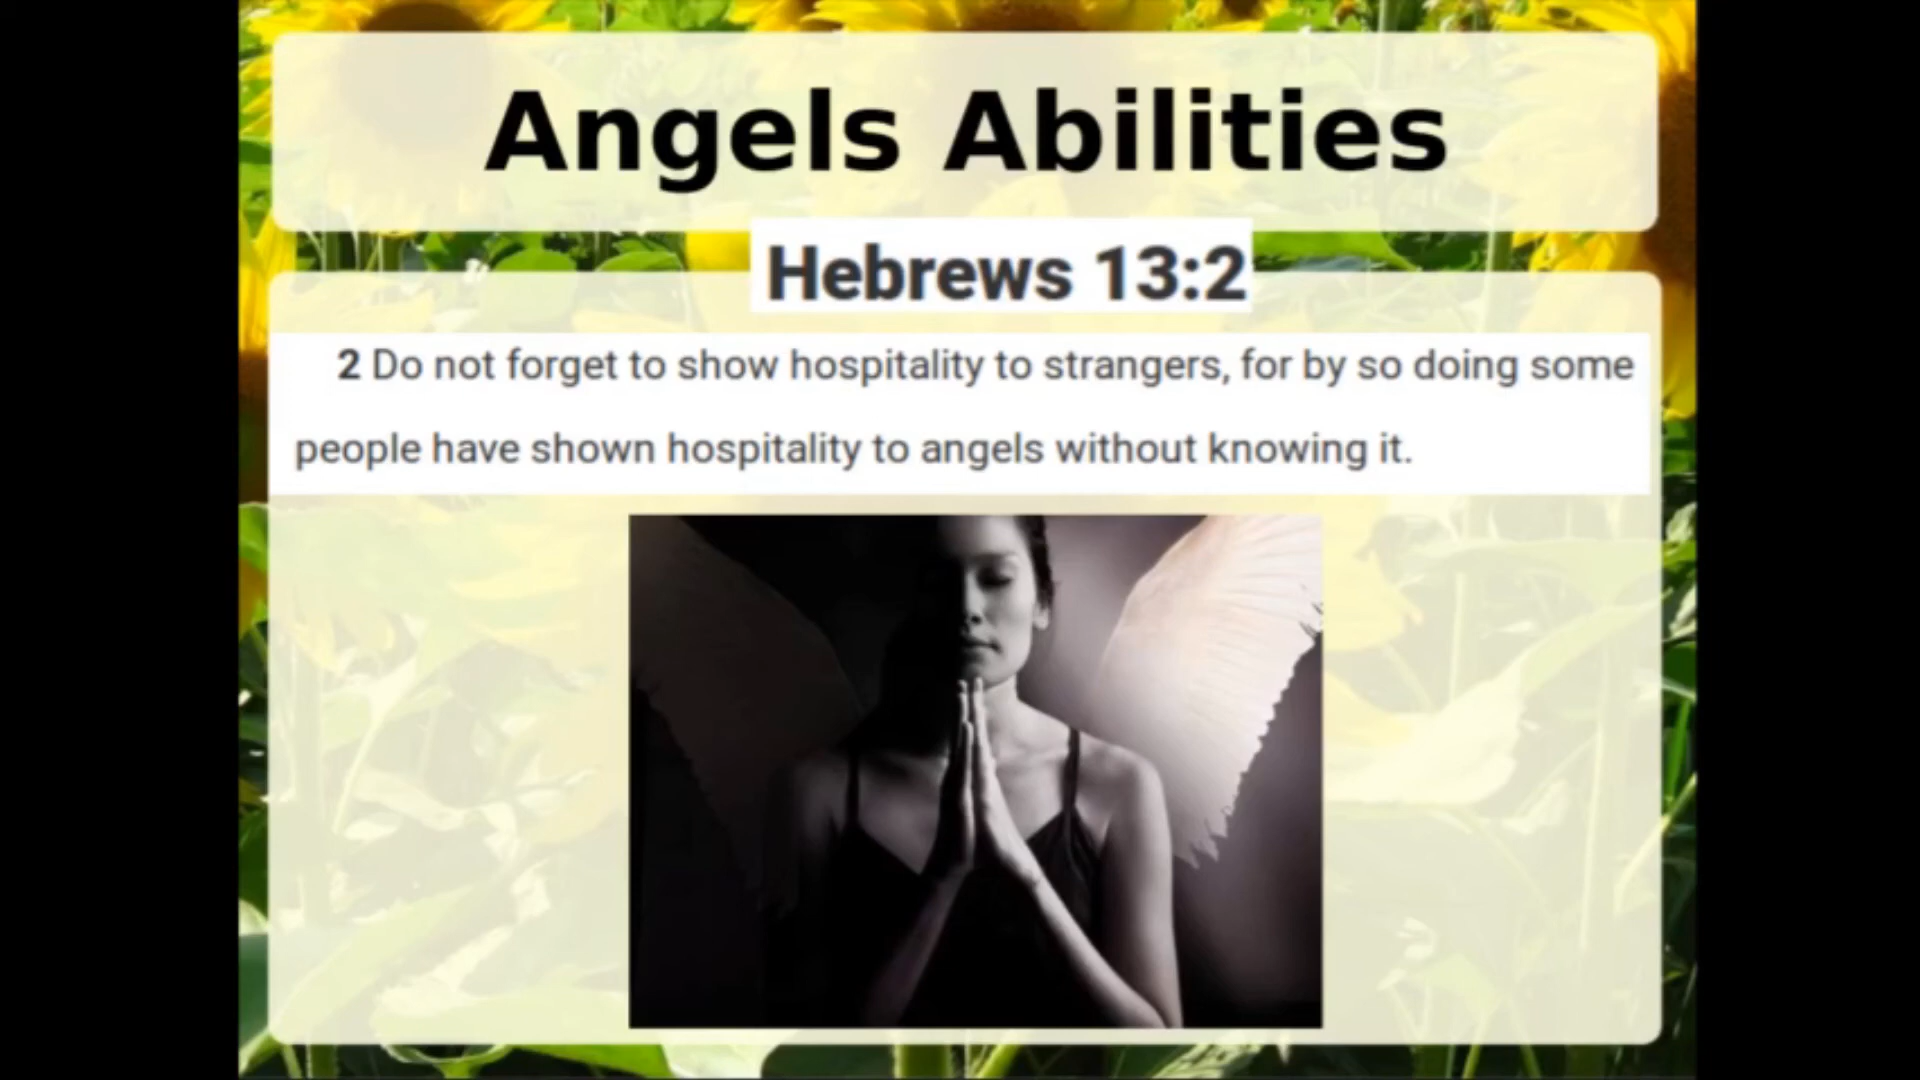 Angels Abilities
Hebrews 13:2
2 Do not forget to show hospitality to strangers, for by so doing some
people have shown hospitality to angels without knowing it.